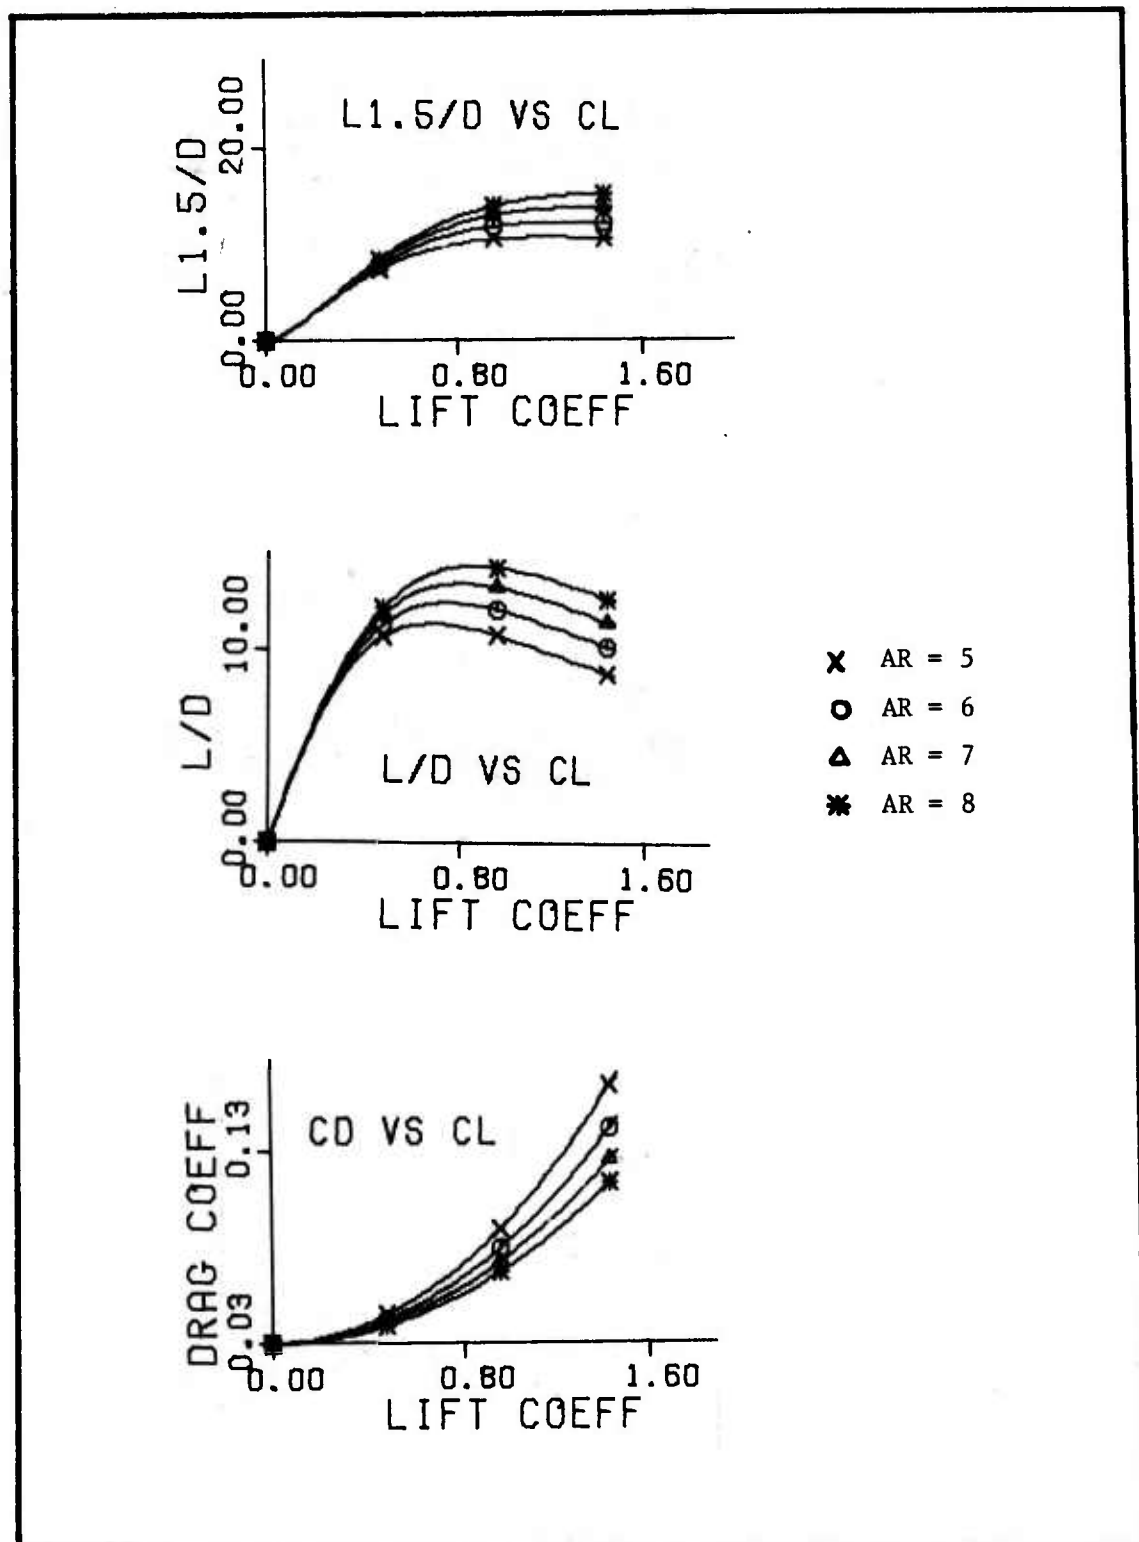 L1.5/D VS CL
20.00
L1.5/D
0.00
0.00 0.80 1.60
LIFT COEFF
10.00
L/D
L/D VS CL
0.00
0.00 0.80 1.60
LIFT COEFF
AR = 5
AR = 6
AR = 7
AR = 8
CD VS CL
0.13
DRAG COEFF
0.03
0.00 0.80 1.60
LIFT COEFF